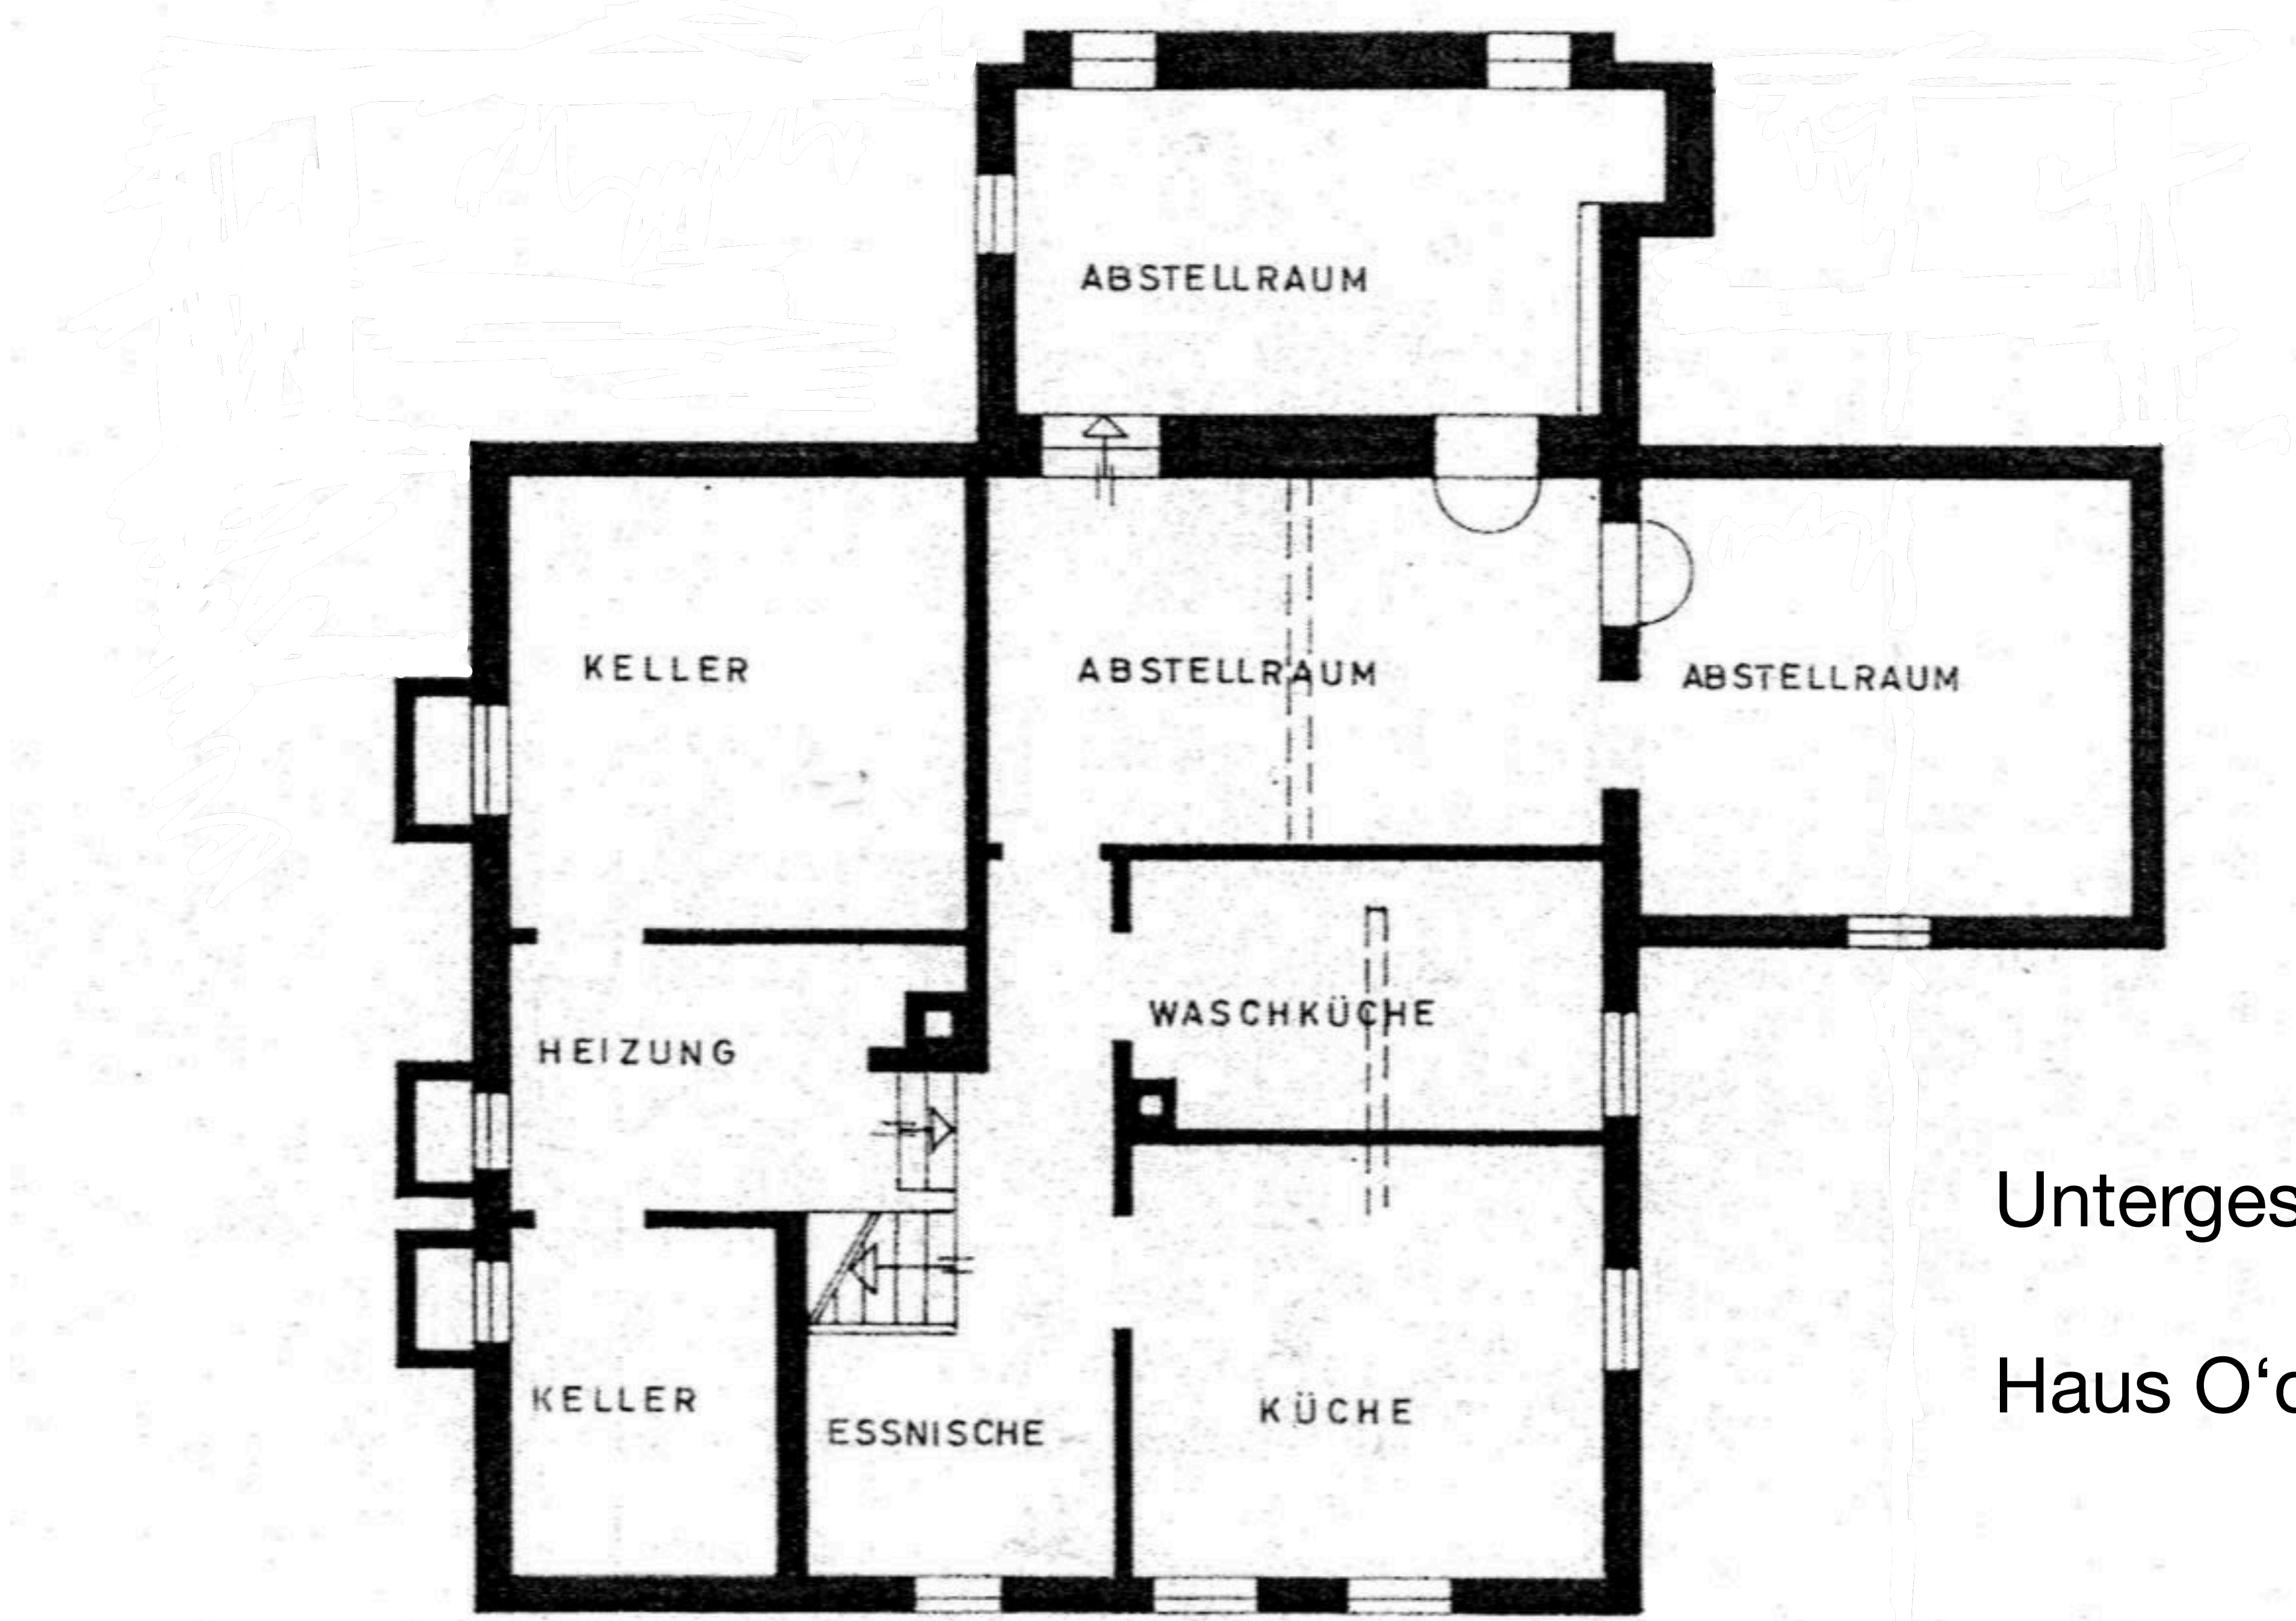 ABSTELLRAUM
KELLER
ABSTELLRAUM
ABSTELLRAUM
HEIZUNG
WASCHKÜCHE
KELLER
ESSNISCHE
KÜCHE
Unterges
Haus O‘